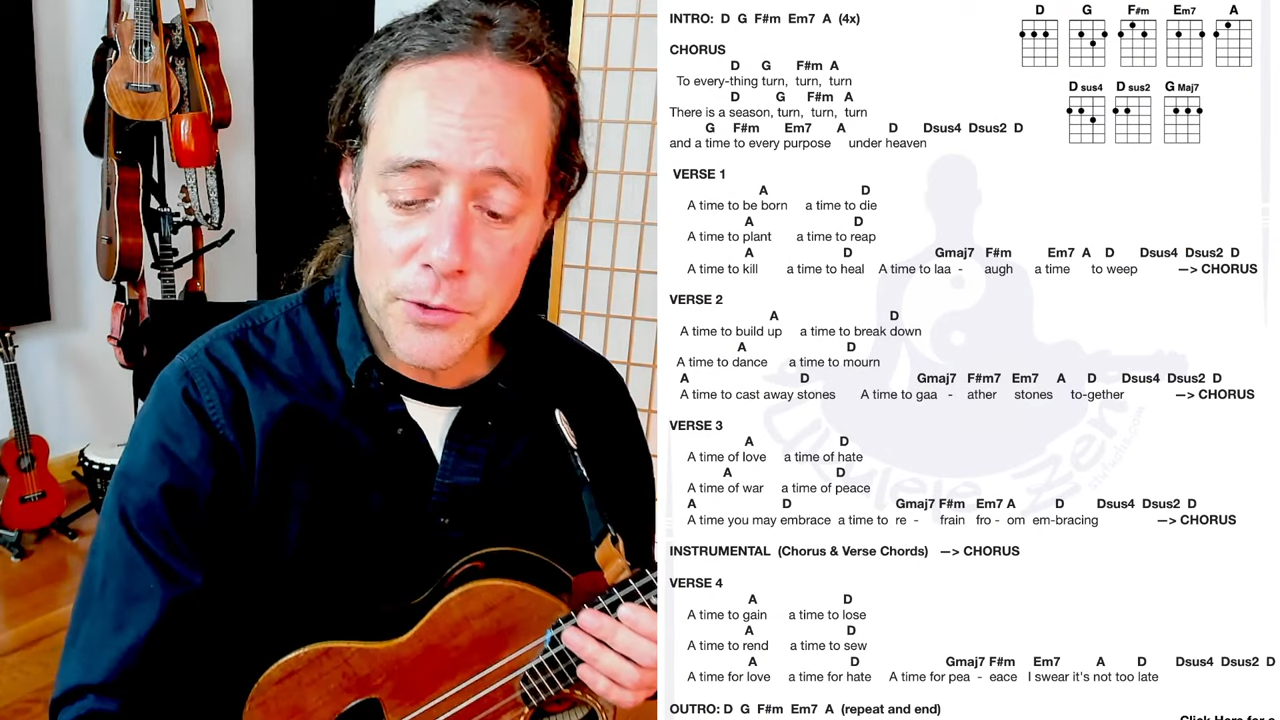 INTRO: D G F#m Em7 A (4x)
D G F#m Em7 A
CHORUS
D G F#m A
To every-thing turn, turn, turn
D sus4 D sus2 G Maj7
D G F#m A
There is a season, turn, turn, turn
G F#m Em7 A D Dsus4 Dsus2 D
and a time to every purpose under heaven
VERSE 1
A D
A time to be born a time to die
A D
A time to plant a time to reap
A D Gmaj7 F#m Em7 A D Dsus4 Dsus2 D
A time to kill a time to heal A time to laa - augh a time to weep —> CHORUS
VERSE 2
A D
A time to build up a time to break down
A D
A time to dance a time to mourn
A D Gmaj7 F#m7 Em7 A D Dsus4 Dsus2 D
A time to cast away stones A time to gaa - ather stones to-gether —> CHORUS
VERSE 3
A D
A time of love a time of hate
A D
A time of war a time of peace
A D Gmaj7 F#m Em7 A D Dsus4 Dsus2 D
A time you may embrace a time to re - frain fro - om em-bracing —> CHORUS
Ukulele Zen
INSTRUMENTAL (Chorus & Verse Chords) —> CHORUS
VERSE 4
A D
A time to gain a time to lose
A D
A time to rend a time to sew
A D Gmaj7 F#m Em7 A D Dsus4 Dsus2 D
A time for love a time for hate A time for pea - eace I swear it's not too late
OUTRO: D G F#m Em7 A (repeat and end)
Click Here for